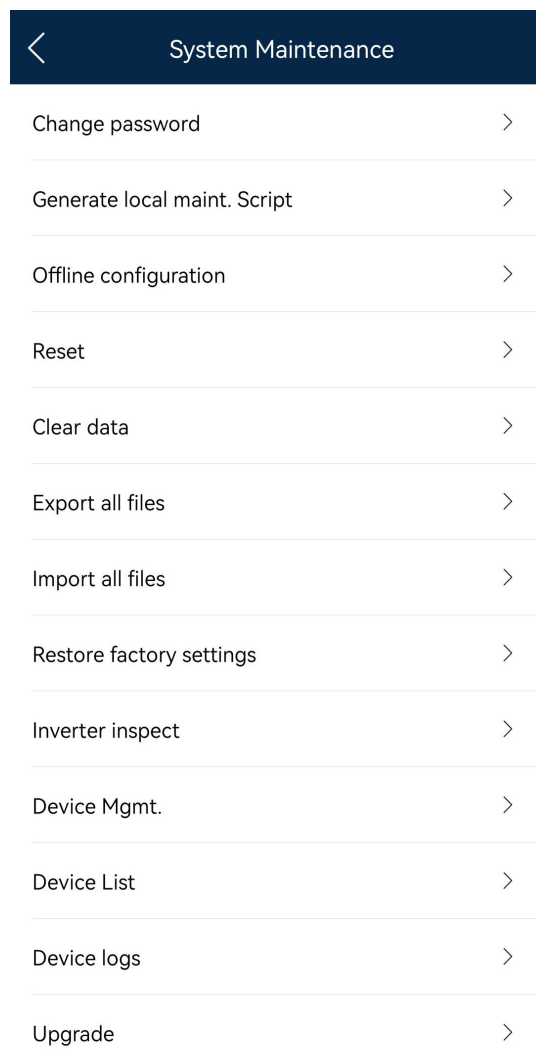 System Maintenance
Change password
Generate local maint. Script
Offline configuration
Reset
Clear data
Export all files
Import all files
Restore factory settings
Inverter inspect
Device Mgmt.
Device List
Device logs
Upgrade